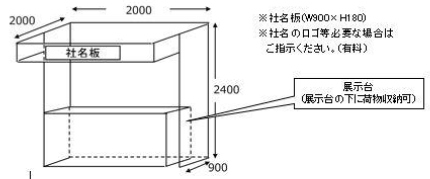 2000
2000
※社名板(W900×H180)
※社名のロゴ等必要な場合は
ご指示ください。(有料)
社名板
2400
展示台
(展示台の下に荷物収納可)
900